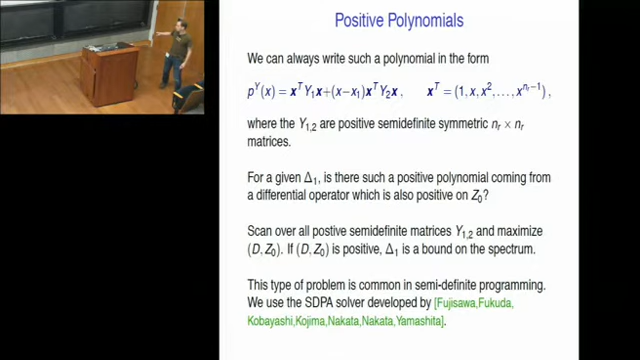 Positive Polynomials
We can always write such a polynomial in the form
p^Y(x) = x^T Y_1 x+(x−x_1)x^T Y_2 x , x^T = (1, x, x^2, . . . , x^{n_r−1}) ,
where the Y_{1,2} are positive semidefinite symmetric n_r × n_r
matrices.
For a given Δ_1, is there such a positive polynomial coming from
a differential operator which is also positive on Z_0?
Scan over all postive semidefinite matrices Y_{1,2} and maximize
(D, Z_0). If (D, Z_0) is positive, Δ_1 is a bound on the spectrum.
This type of problem is common in semi-definite programming.
We use the SDPA solver developed by [Fujisawa,Fukuda,
Kobayashi,Kojima,Nakata,Nakata,Yamashita].